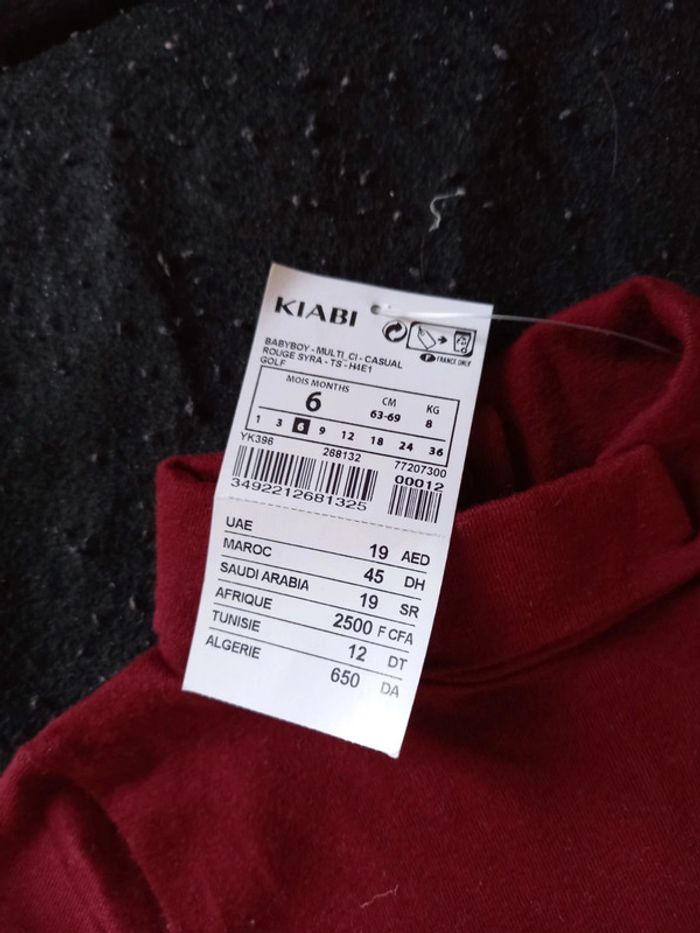 KIABI
FRANCE ONLY
BABYBOY - MULTI_CI - CASUAL
ROUGE SYRA - TS - H4E1
GOLF
MOIS MONTHS CM KG
6 63-69 8
1 3 6 9 12 18 24 36
YK396 268132 77207300
00012
3492212681325
UAE 19 AED
MAROC 45 DH
SAUDI ARABIA 19 SR
AFRIQUE 2500 F CFA
TUNISIE 12 DT
ALGERIE 650 DA